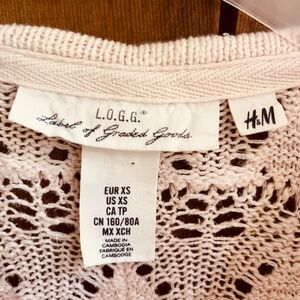 L.O.G.G.®
Label of Graded Goods
H&M
EUR XS
US XS
CA TP
CN 160/80A
MX XCH
MADE IN
CAMBODIA
FABRIQUÉ AU
CAMBODGE